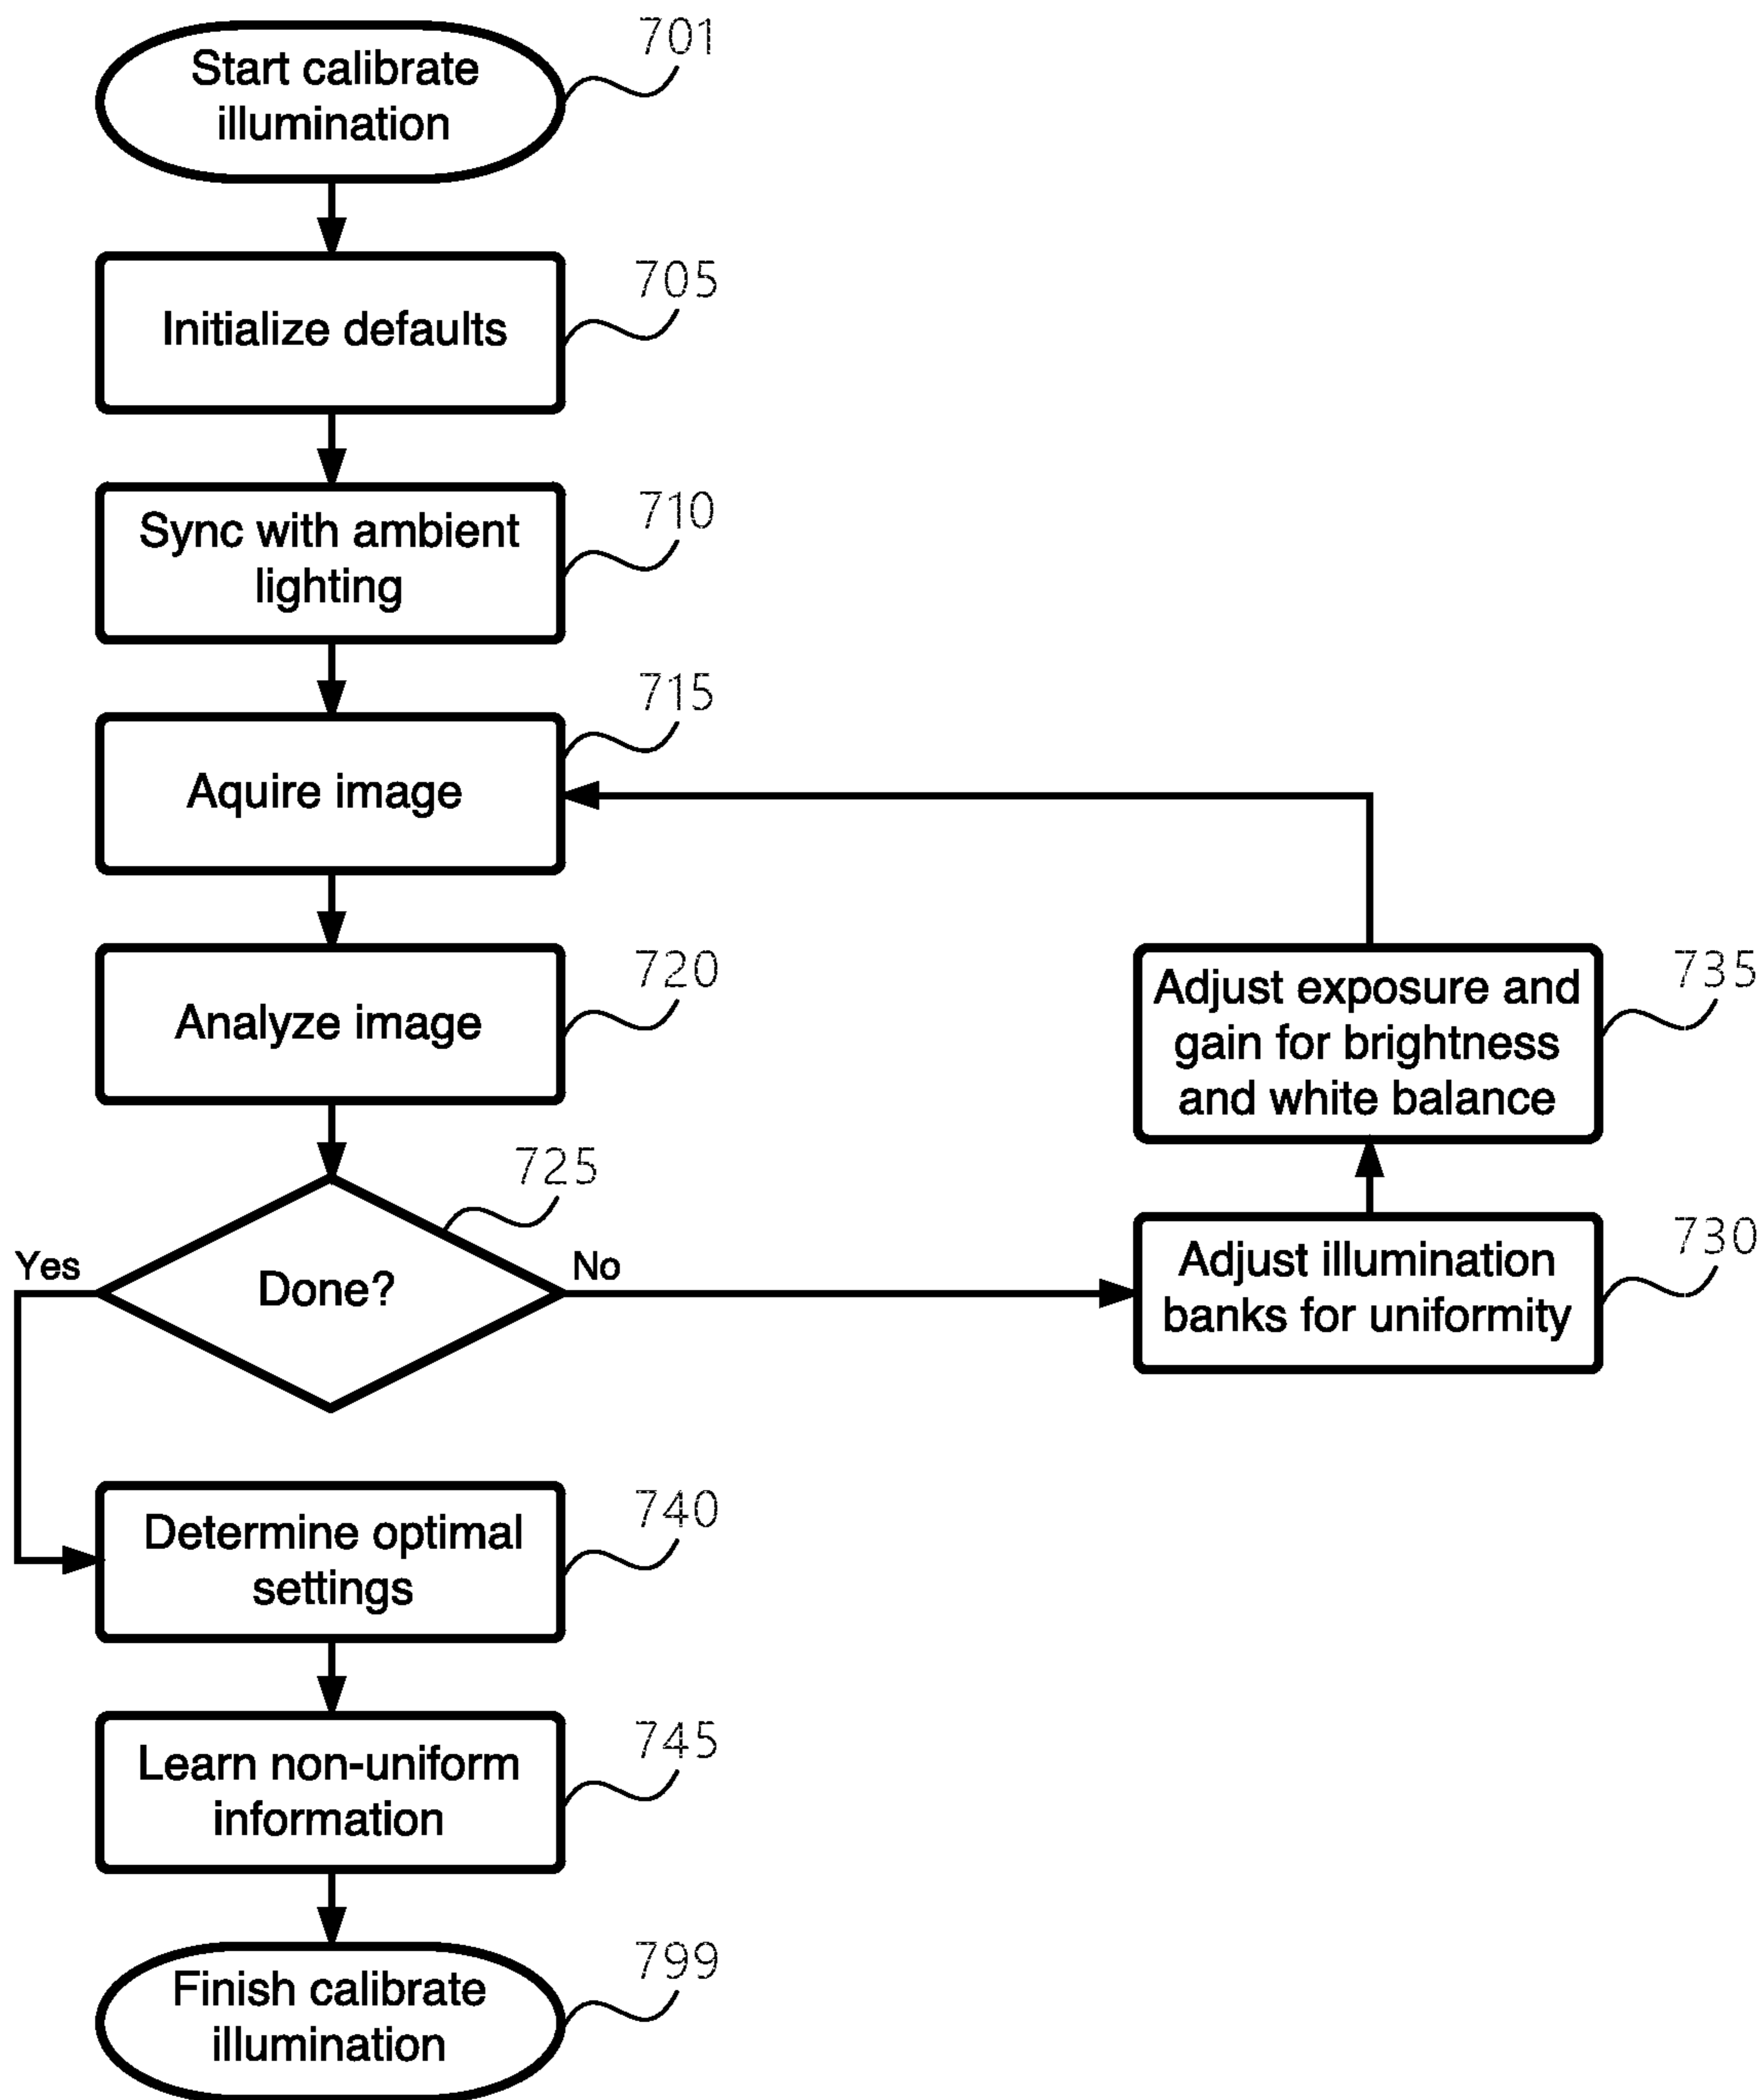 Start calibrate
illumination
701
Initialize defaults
705
Sync with ambient
lighting
710
Aquire image
715
Analyze image
720
Done?
725
Yes
No
Adjust illumination
banks for uniformity
730
Adjust exposure and
gain for brightness
and white balance
735
Determine optimal
settings
740
Learn non-uniform
information
745
Finish calibrate
illumination
799